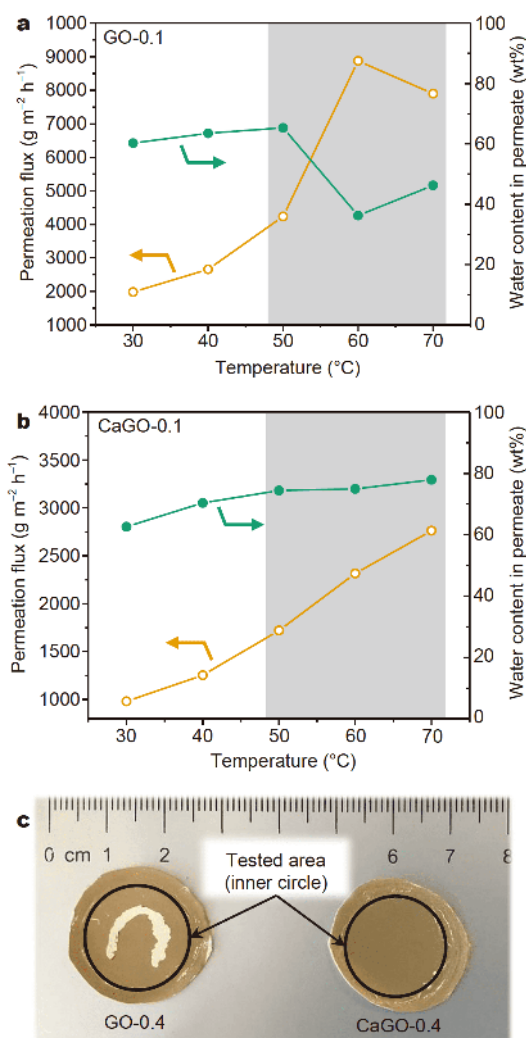 a
GO-0.1
Permeation flux (g m⁻² h⁻¹)
10000
9000
8000
7000
6000
5000
4000
3000
2000
1000
100
80
60
40
20
0
Water content in permeate (wt%)
30 40 50 60 70
Temperature (°C)
b
CaGO-0.1
Permeation flux (g m⁻² h⁻¹)
4000
3500
3000
2750
2500
1750
1500
1250
1000
100
80
60
40
20
0
Water content in permeate (wt%)
30 40 50 60 70
Temperature (°C)
c
0 cm 1 2 6 7 8
Tested area
(inner circle)
GO-0.4
CaGO-0.4